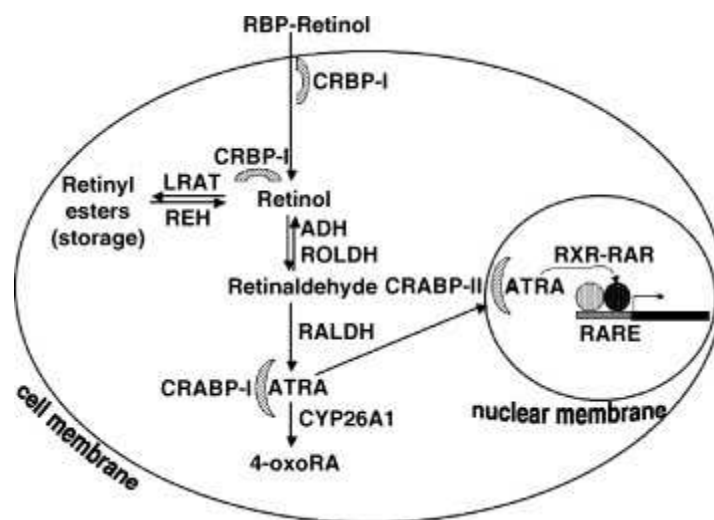 RBP-Retinol
CRBP-I
CRBP-I
LRAT
Retinyl
esters
(storage)
REH
Retinol
ADH
ROLDH
Retinaldehyde CRABP-II
ATRA
RXR-RAR
RARE
RALDH
CRABP-I
ATRA
CYP26A1
4-oxoRA
cell membrane
nuclear membrane